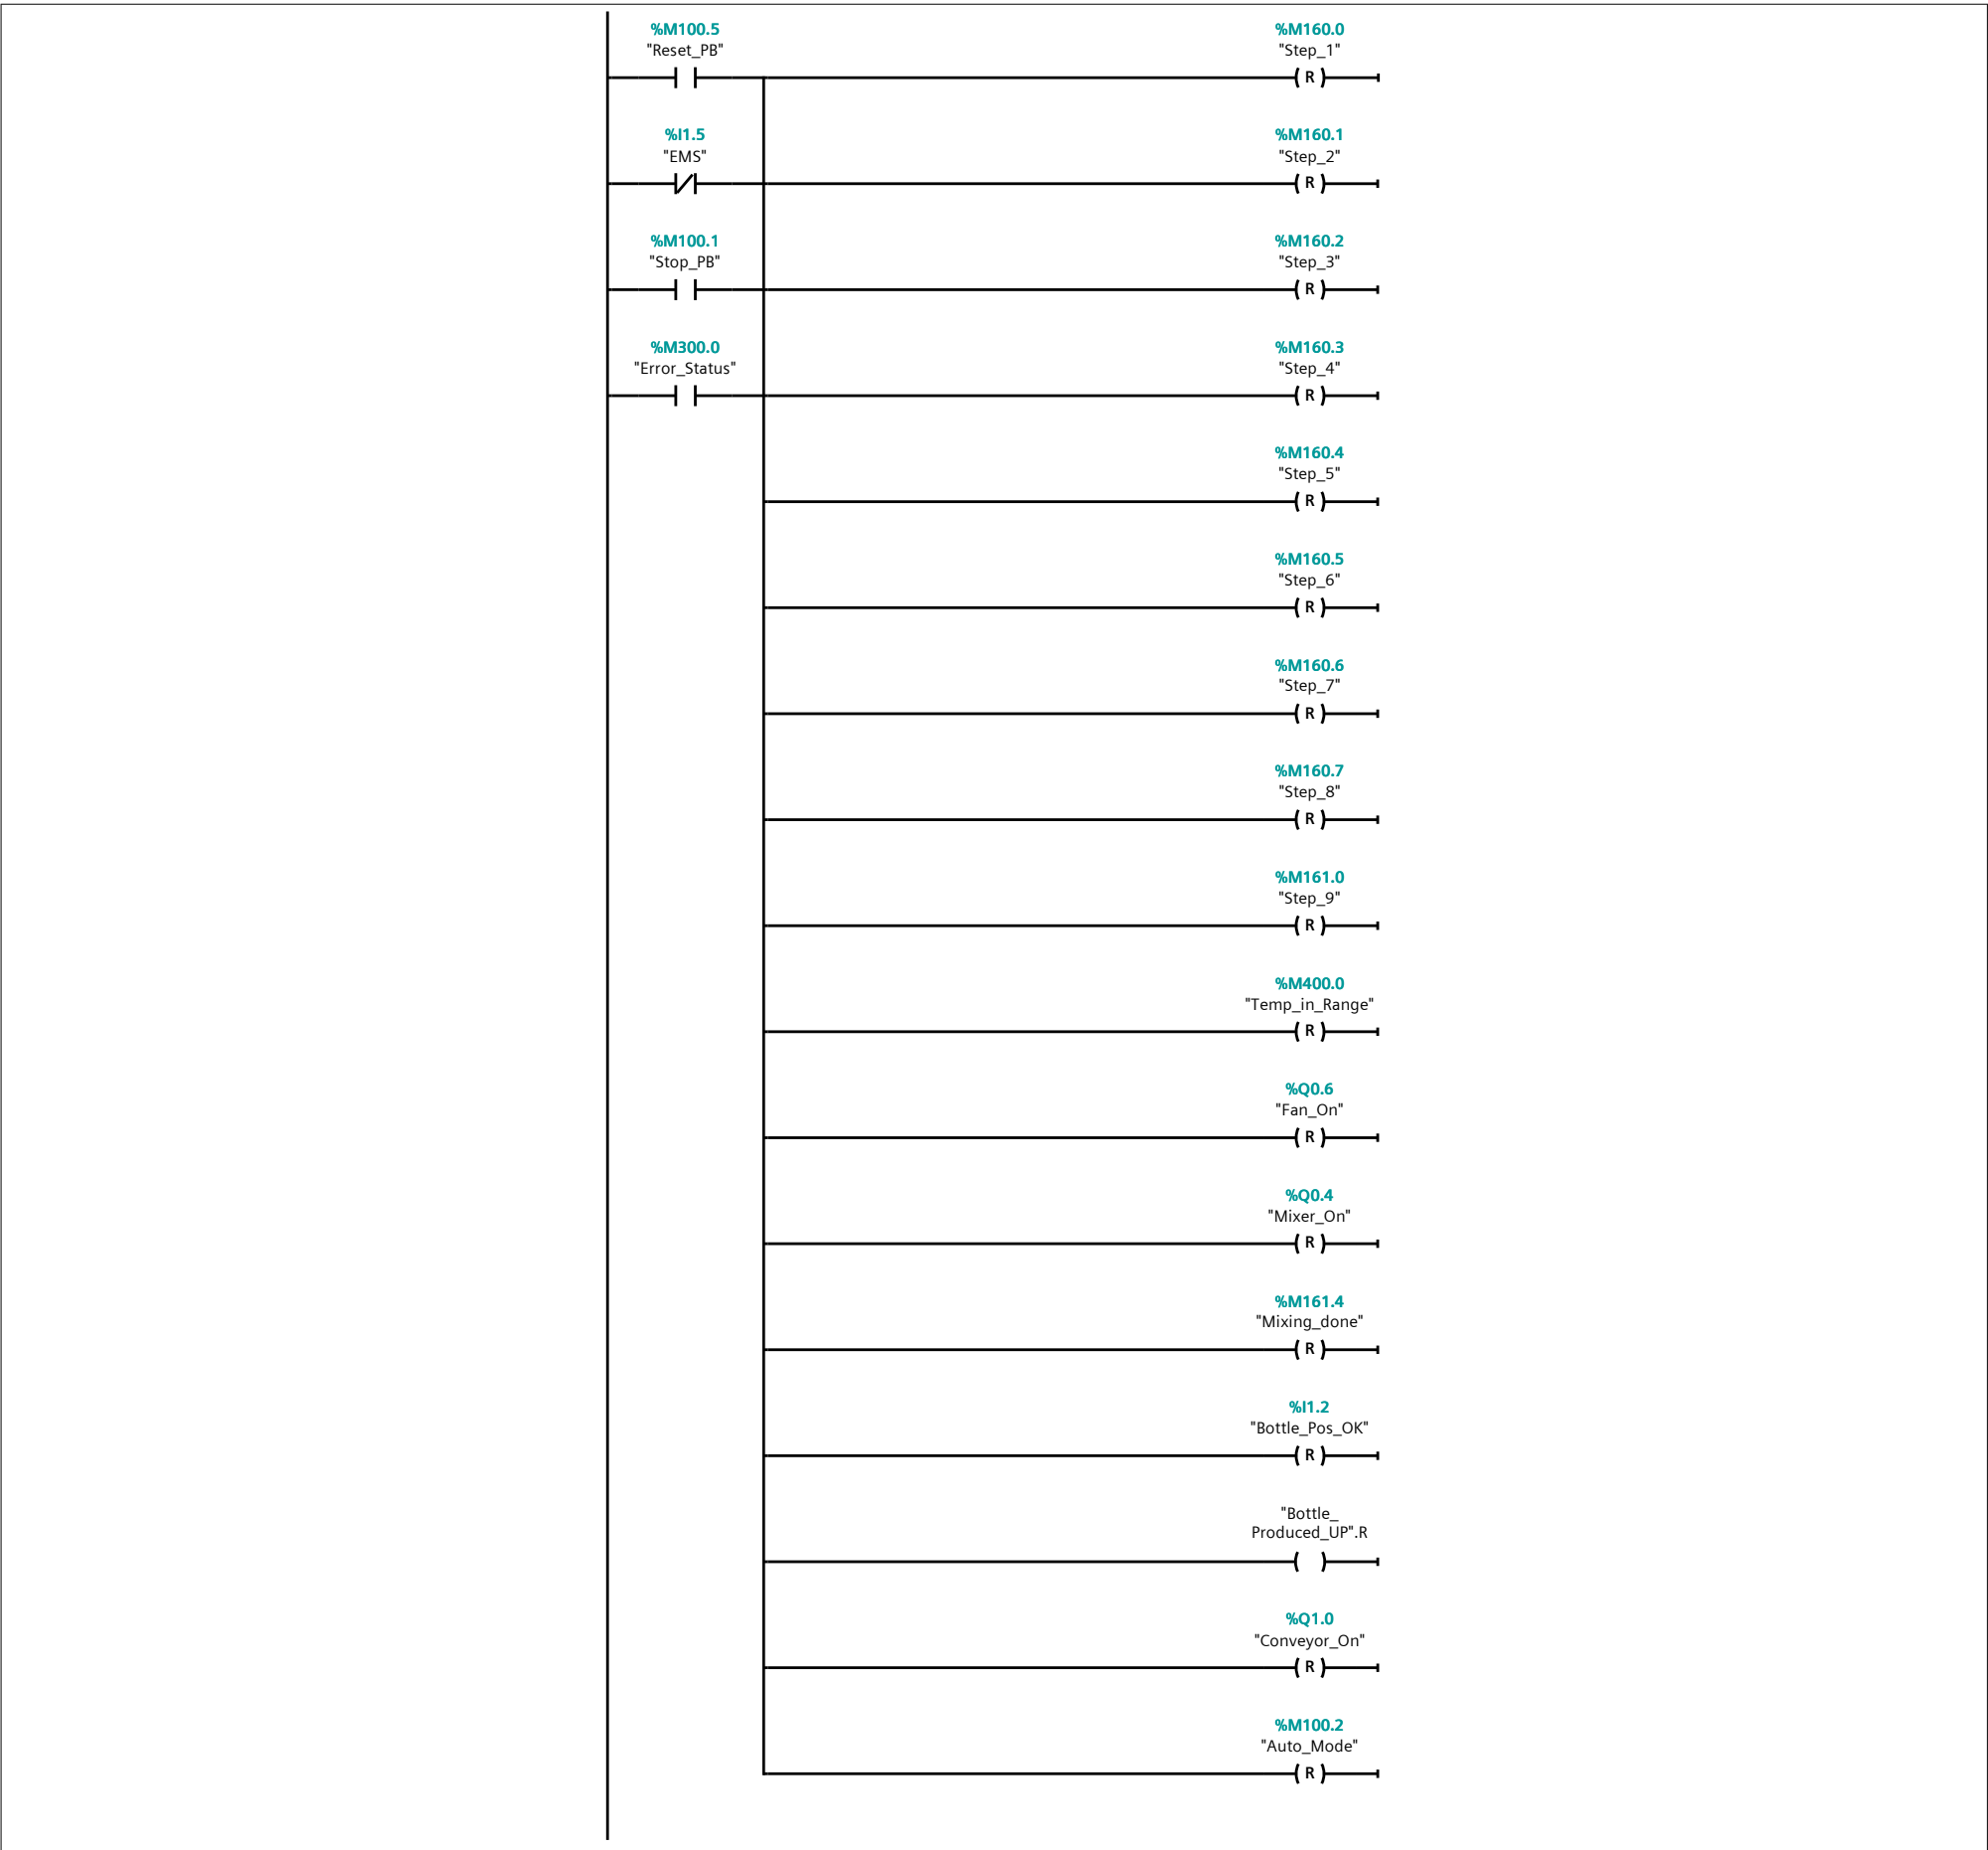 %M100.5
"Reset_PB"
%M160.0
"Step_1"
( R )
%I1.5
"EMS"
%M160.1
"Step_2"
( R )
%M100.1
"Stop_PB"
%M160.2
"Step_3"
( R )
%M300.0
"Error_Status"
%M160.3
"Step_4"
( R )
%M160.4
"Step_5"
( R )
%M160.5
"Step_6"
( R )
%M160.6
"Step_7"
( R )
%M160.7
"Step_8"
( R )
%M161.0
"Step_9"
( R )
%M400.0
"Temp_in_Range"
( R )
%Q0.6
"Fan_On"
( R )
%Q0.4
"Mixer_On"
( R )
%M161.4
"Mixing_done"
( R )
%I1.2
"Bottle_Pos_OK"
( R )
"Bottle_
Produced_UP".R
( )
%Q1.0
"Conveyor_On"
( R )
%M100.2
"Auto_Mode"
( R )